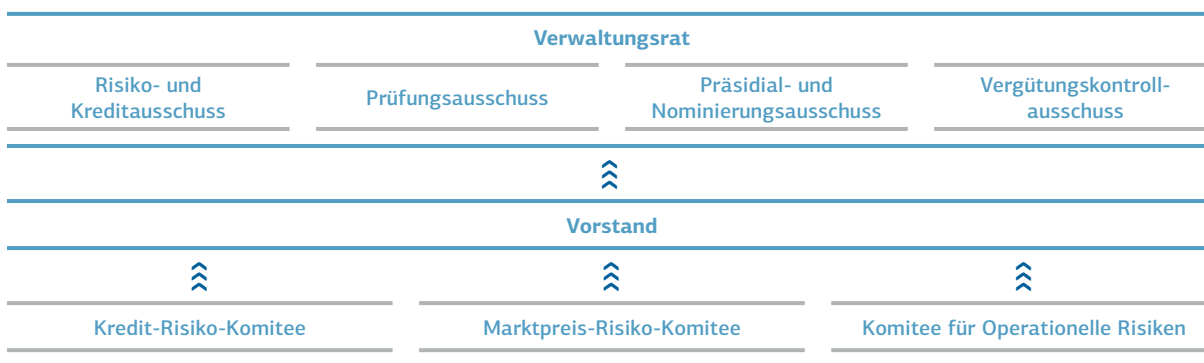 Verwaltungsrat
Risiko- und
Kreditausschuss
Prüfungsausschuss
Präsidial- und
Nominierungsausschuss
Vergütungskontroll-
ausschuss
Vorstand
Kredit-Risiko-Komitee
Marktpreis-Risiko-Komitee
Komitee für Operationelle Risiken